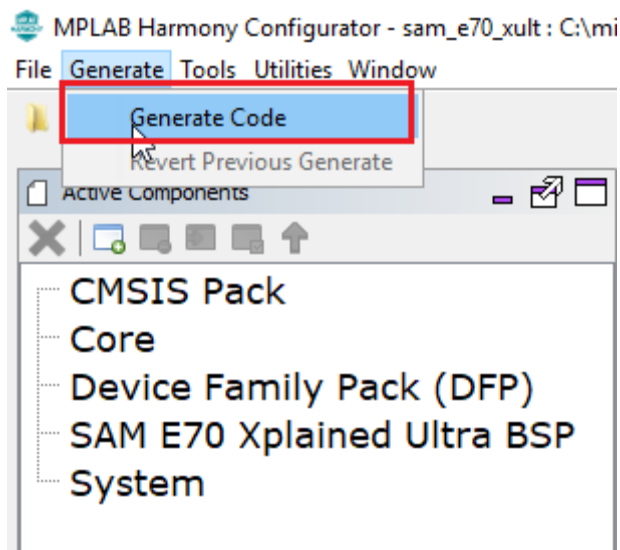 MPLAB Harmony Configurator - sam_e70_xult : C:\mi
File Generate Tools Utilities Window
Generate Code
Revert Previous Generate
Active Components
CMSIS Pack
Core
Device Family Pack (DFP)
SAM E70 Xplained Ultra BSP
System